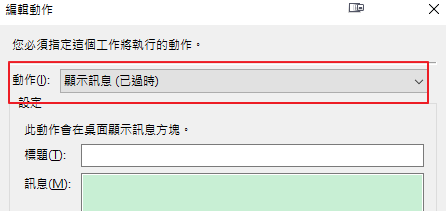 編輯動作
您必須指定這個工作將執行的動作。
動作(I): 顯示訊息 (已過時)
設定
此動作會在桌面顯示訊息方塊。
標題(T):
訊息(M):